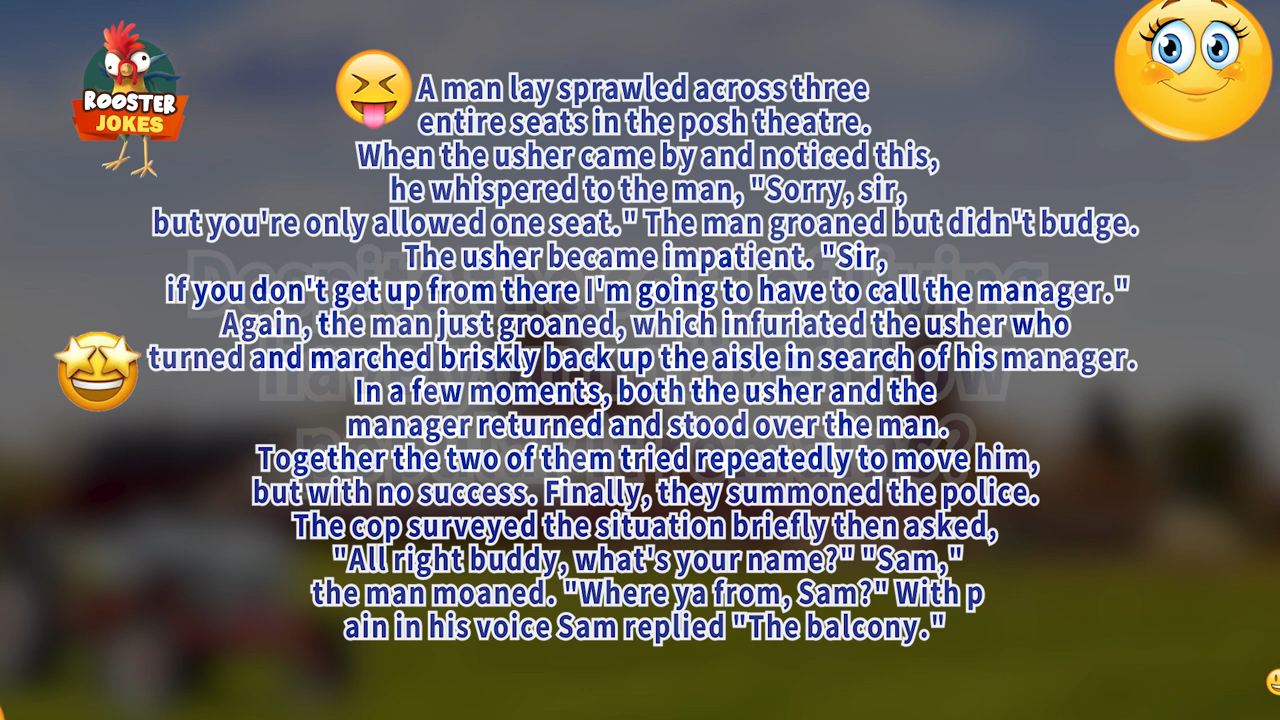 ROOSTER
JOKES
A man lay sprawled across three
entire seats in the posh theatre.
When the usher came by and noticed this,
he whispered to the man, "Sorry, sir,
but you're only allowed one seat." The man groaned but didn't budge.
The usher became impatient. "Sir,
if you don't get up from there I'm going to have to call the manager."
Again, the man just groaned, which infuriated the usher who
turned and marched briskly back up the aisle in search of his manager.
In a few moments, both the usher and the
manager returned and stood over the man.
Together the two of them tried repeatedly to move him,
but with no success. Finally, they summoned the police.
The cop surveyed the situation briefly then asked,
"All right buddy, what's your name?" "Sam,"
the man moaned. "Where ya from, Sam?" With p
ain in his voice Sam replied "The balcony."